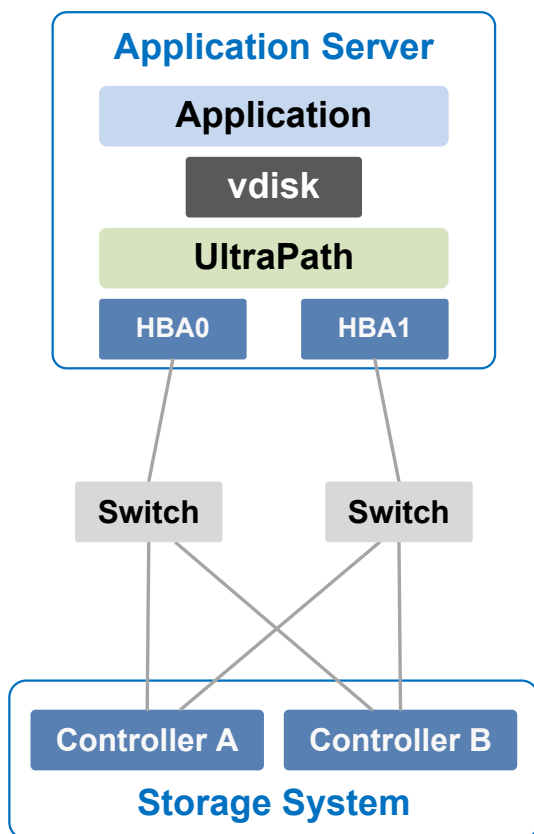 Application Server
Application
vdisk
UltraPath
HBA0 HBA1
Switch Switch
Controller A Controller B
Storage System